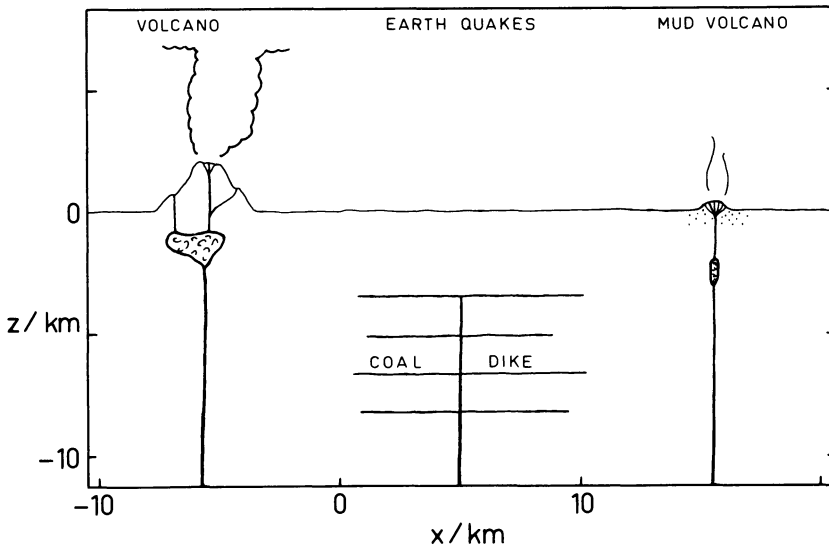 VOLCANO EARTH QUAKES MUD VOLCANO
0
z/km
COAL DIKE
-10
-10 0 10
x/km